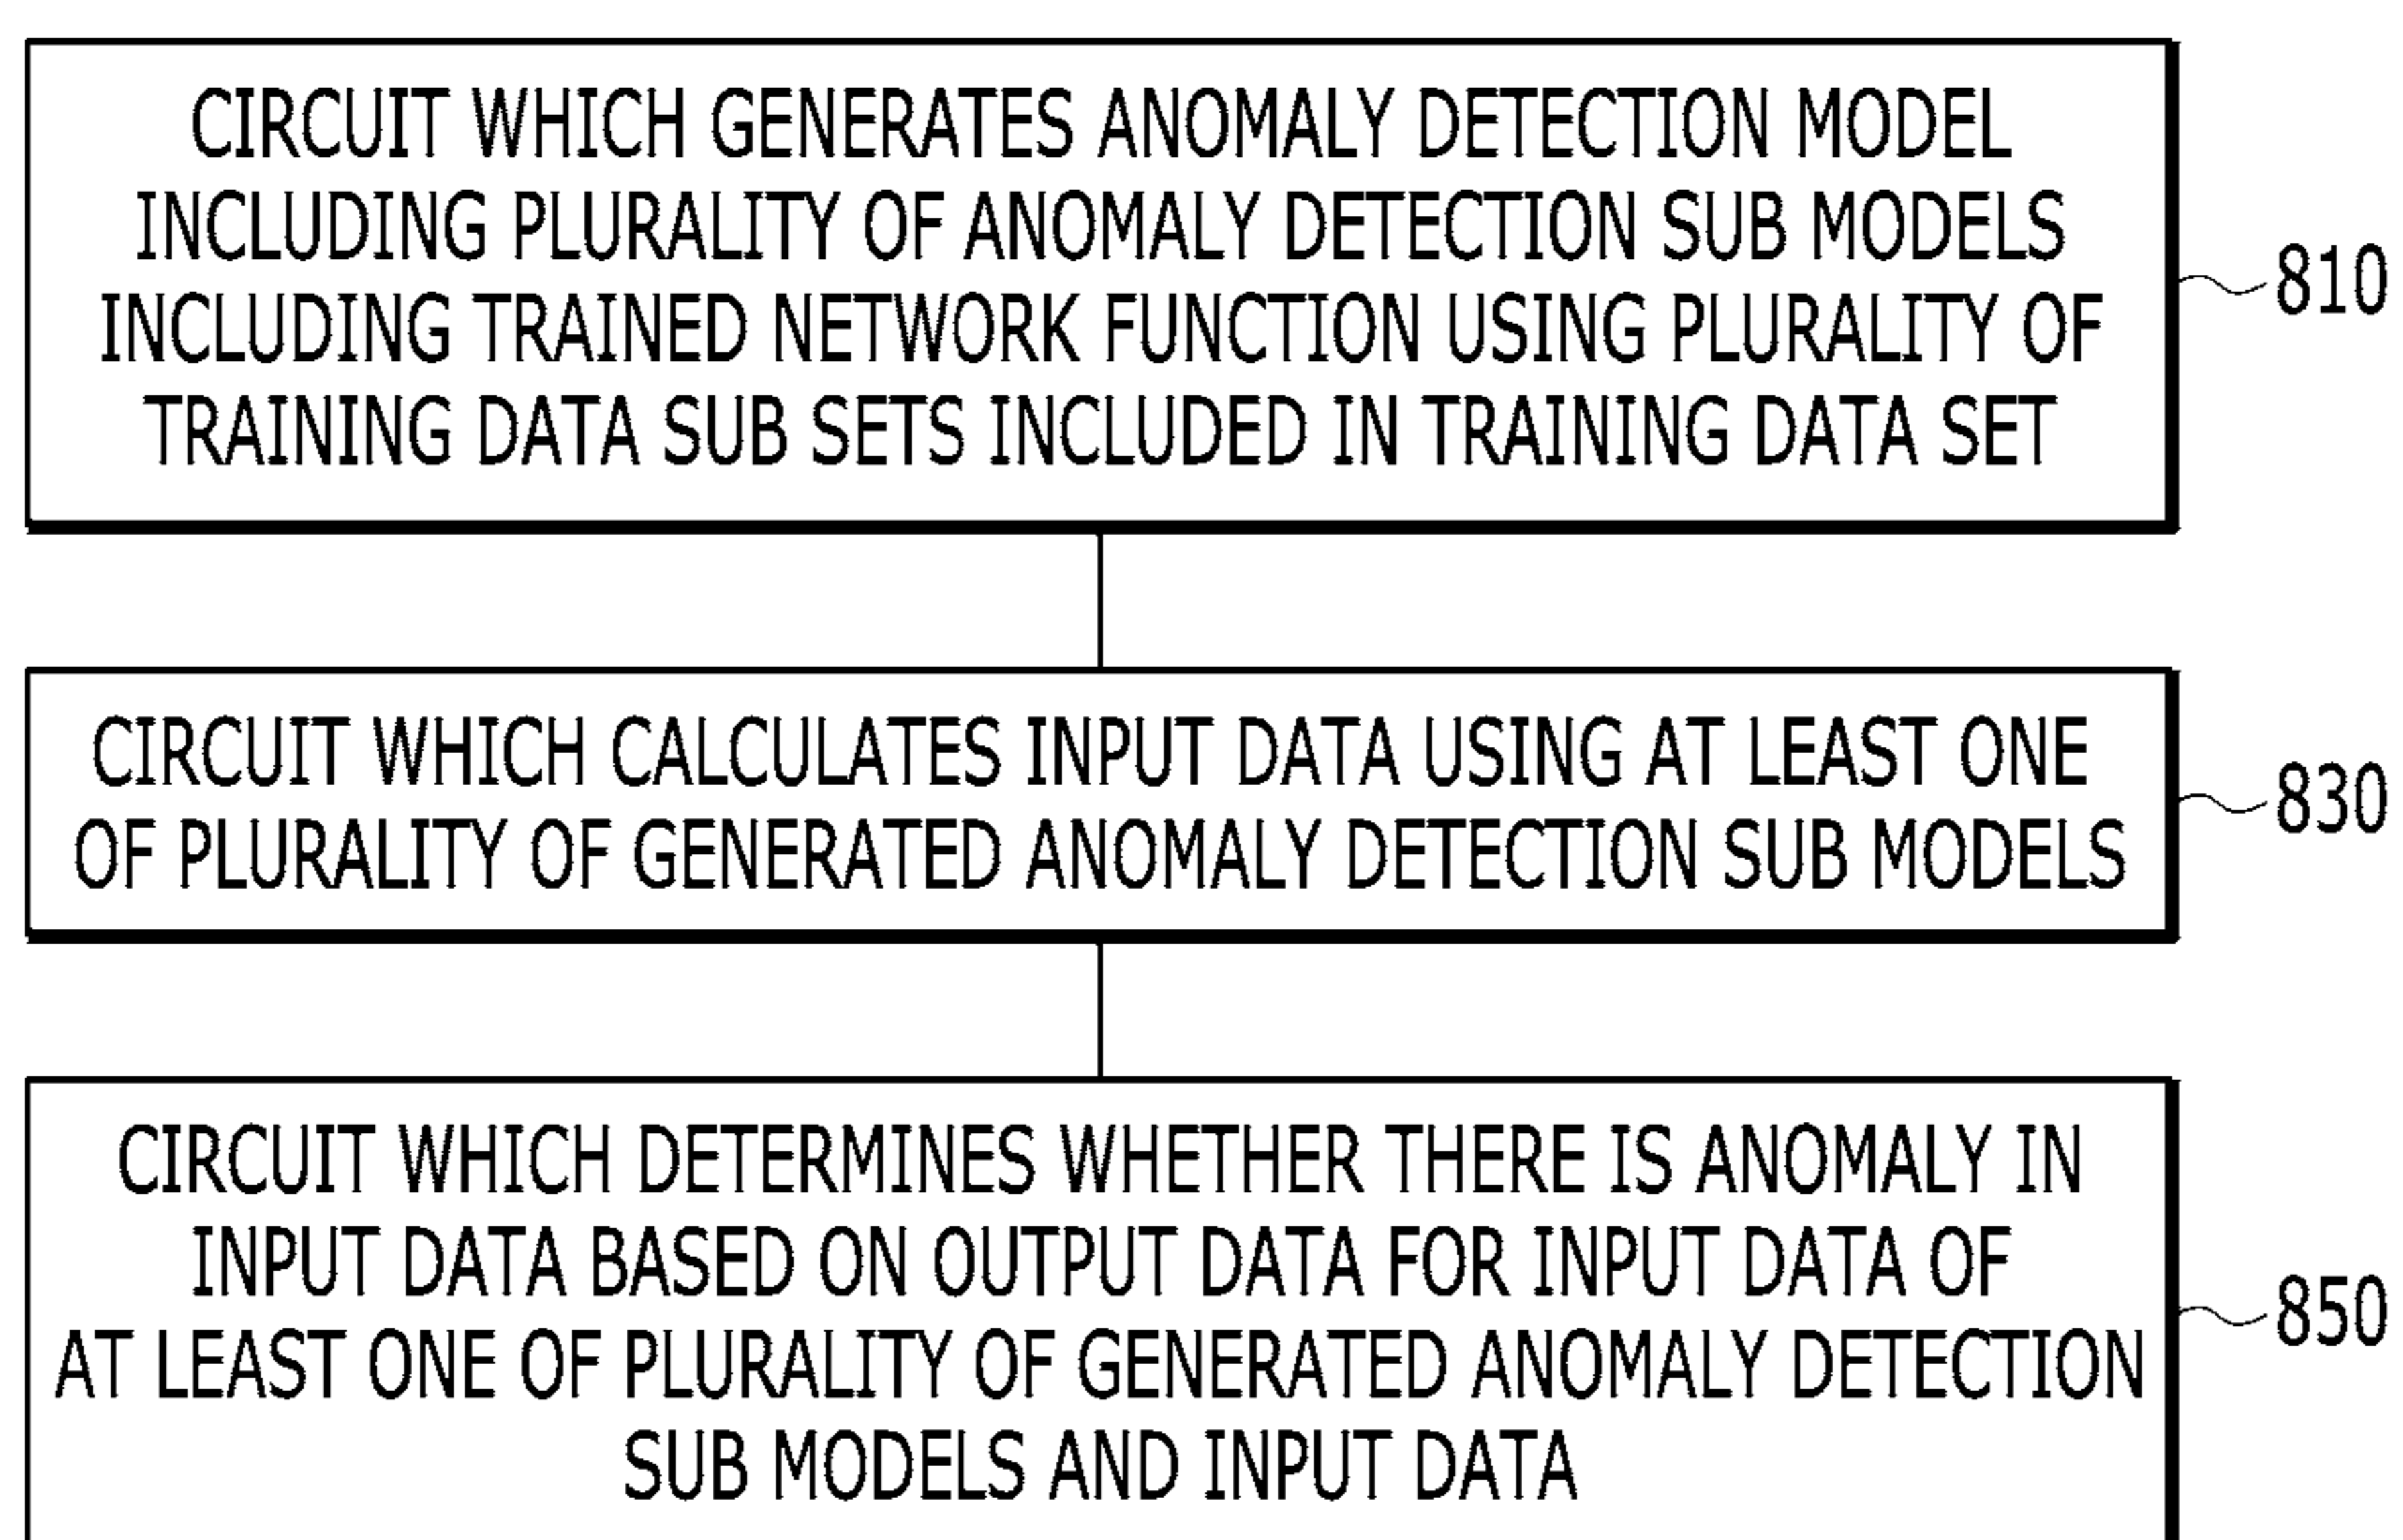 CIRCUIT WHICH GENERATES ANOMALY DETECTION MODEL
INCLUDING PLURALITY OF ANOMALY DETECTION SUB MODELS
INCLUDING TRAINED NETWORK FUNCTION USING PLURALITY OF
TRAINING DATA SUB SETS INCLUDED IN TRAINING DATA SET
810
CIRCUIT WHICH CALCULATES INPUT DATA USING AT LEAST ONE
OF PLURALITY OF GENERATED ANOMALY DETECTION SUB MODELS
830
CIRCUIT WHICH DETERMINES WHETHER THERE IS ANOMALY IN
INPUT DATA BASED ON OUTPUT DATA FOR INPUT DATA OF
AT LEAST ONE OF PLURALITY OF GENERATED ANOMALY DETECTION
SUB MODELS AND INPUT DATA
850